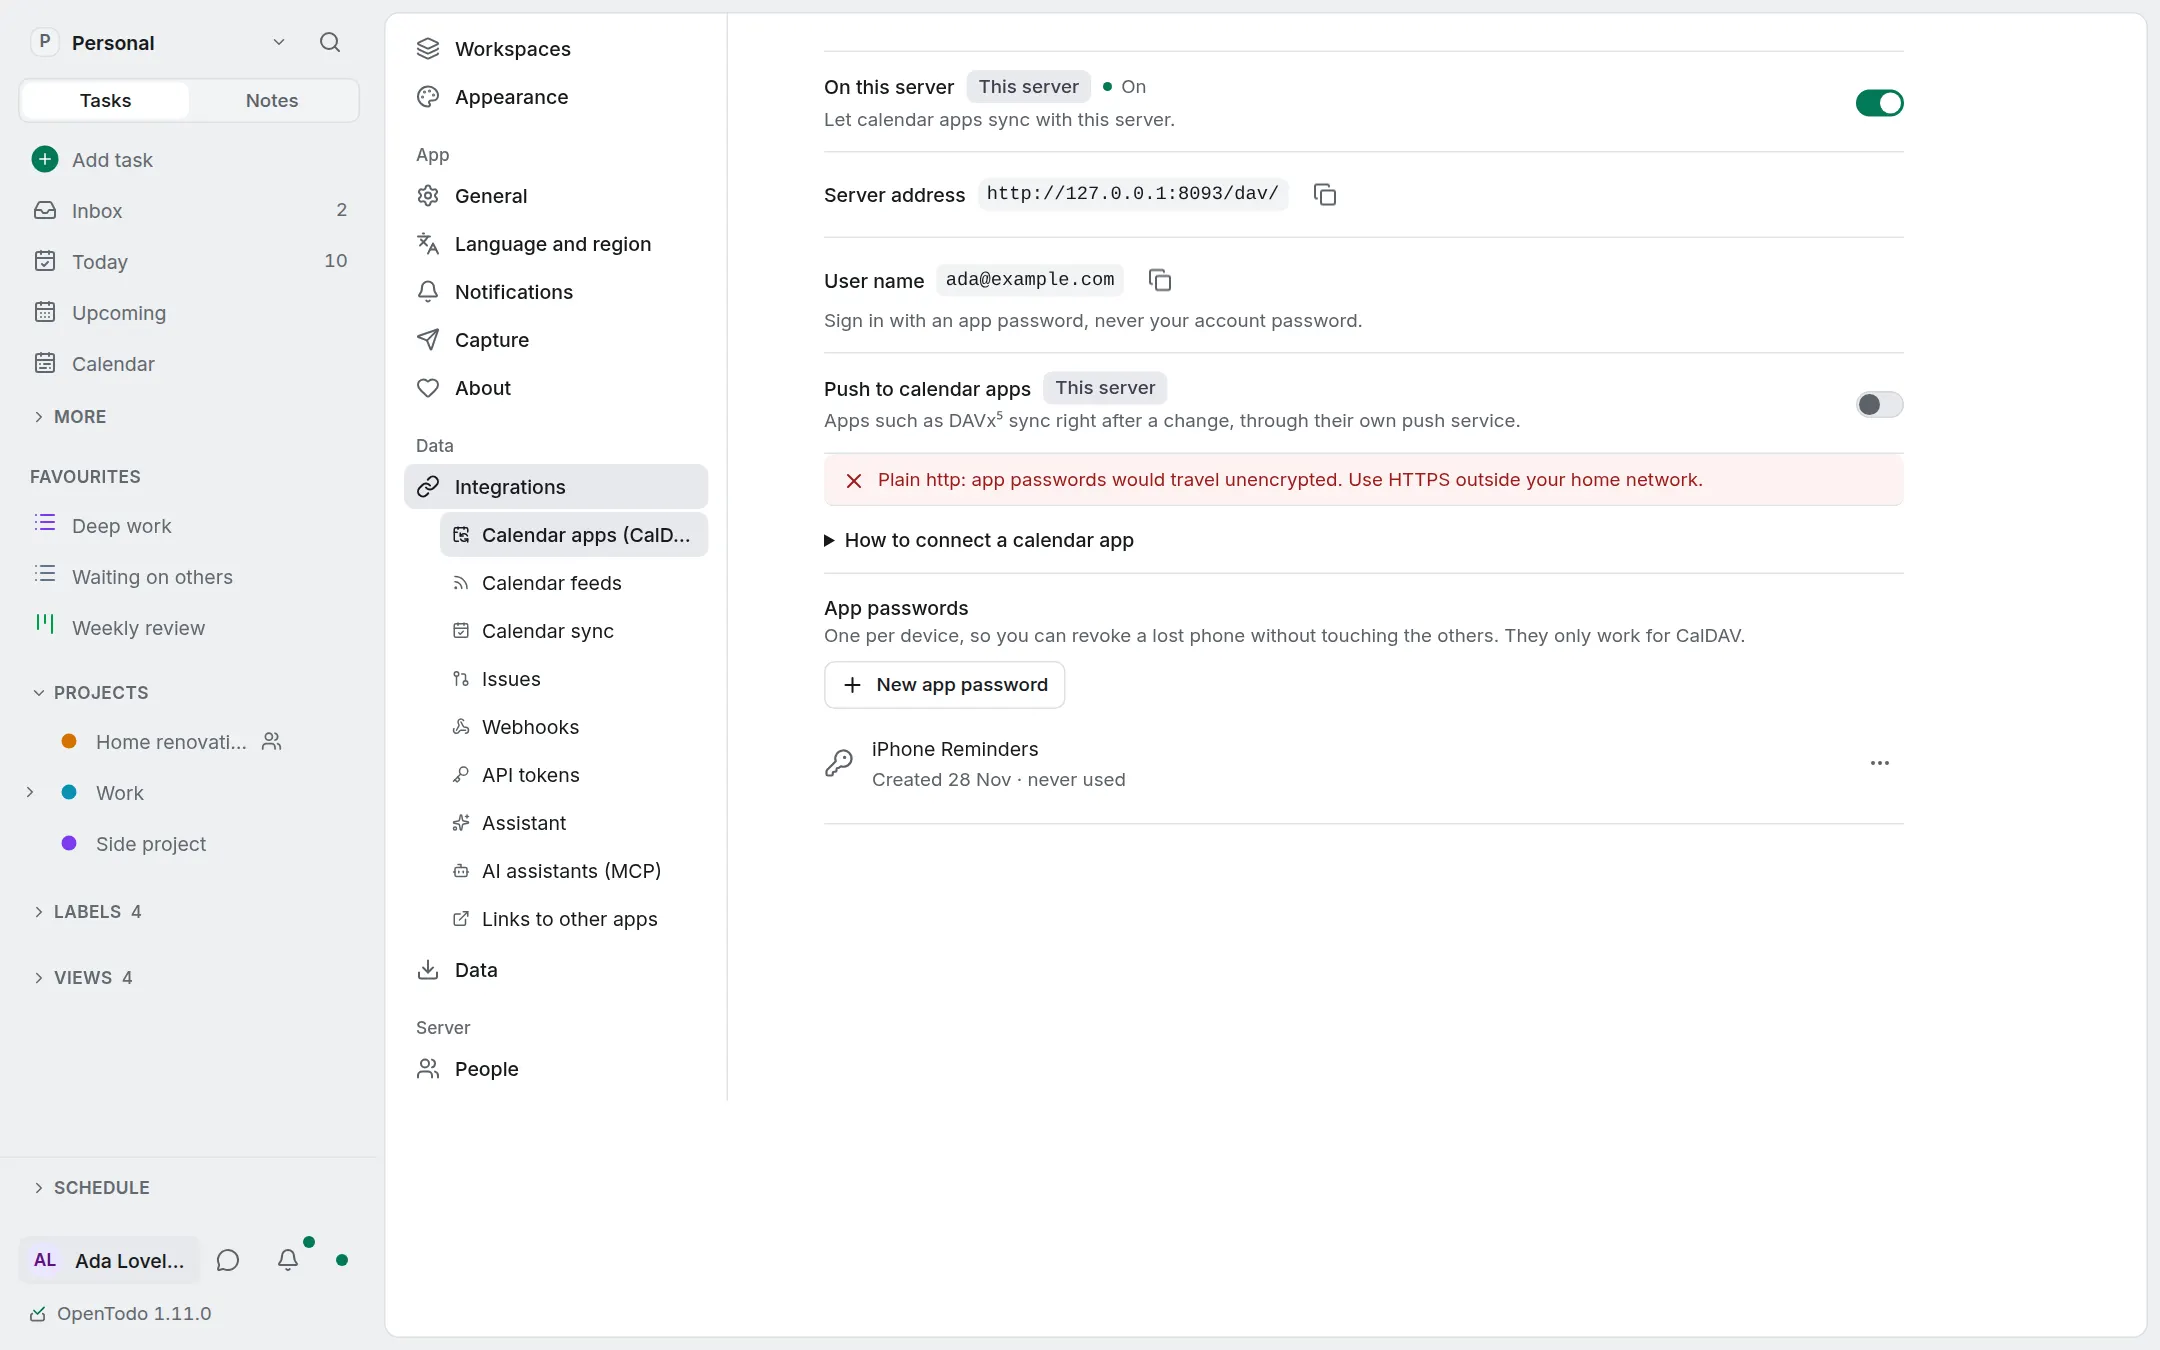 P Personal
Tasks Notes
Add task
Inbox 2
Today 10
Upcoming
Calendar
MORE
FAVOURITES
Deep work
Waiting on others
Weekly review
PROJECTS
Home renovati...
Work
Side project
LABELS 4
VIEWS 4
SCHEDULE
AL Ada Lovel...
OpenTodo 1.11.0
Workspaces
Appearance
App
General
Language and region
Notifications
Capture
About
Data
Integrations
Calendar apps (CalD...
Calendar feeds
Calendar sync
Issues
Webhooks
API tokens
Assistant
AI assistants (MCP)
Links to other apps
Data
Server
People
On this server This server On
Let calendar apps sync with this server.
Server address http://127.0.0.1:8093/dav/
User name ada@example.com
Sign in with an app password, never your account password.
Push to calendar apps This server
Apps such as DAVx⁵ sync right after a change, through their own push service.
Plain http: app passwords would travel unencrypted. Use HTTPS outside your home network.
How to connect a calendar app
App passwords
One per device, so you can revoke a lost phone without touching the others. They only work for CalDAV.
New app password
iPhone Reminders
Created 28 Nov · never used